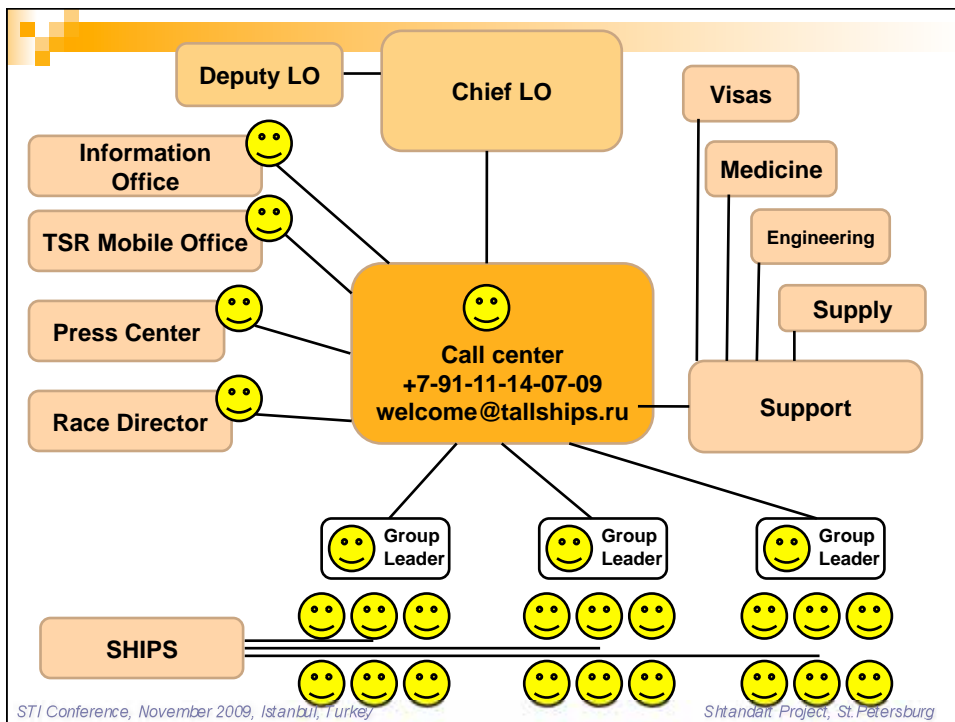 Deputy LO
Chief LO
Visas
Information
Office
Medicine
TSR Mobile Office
Engineering
Press Center
Supply
Call center
+7-91-11-14-07-09
welcome@tallships.ru
Race Director
Support
Group
Leader
Group
Leader
Group
Leader
SHIPS
STI Conference, November 2009, Istanbul, Turkey
Shtandart Project, St.Petersburg